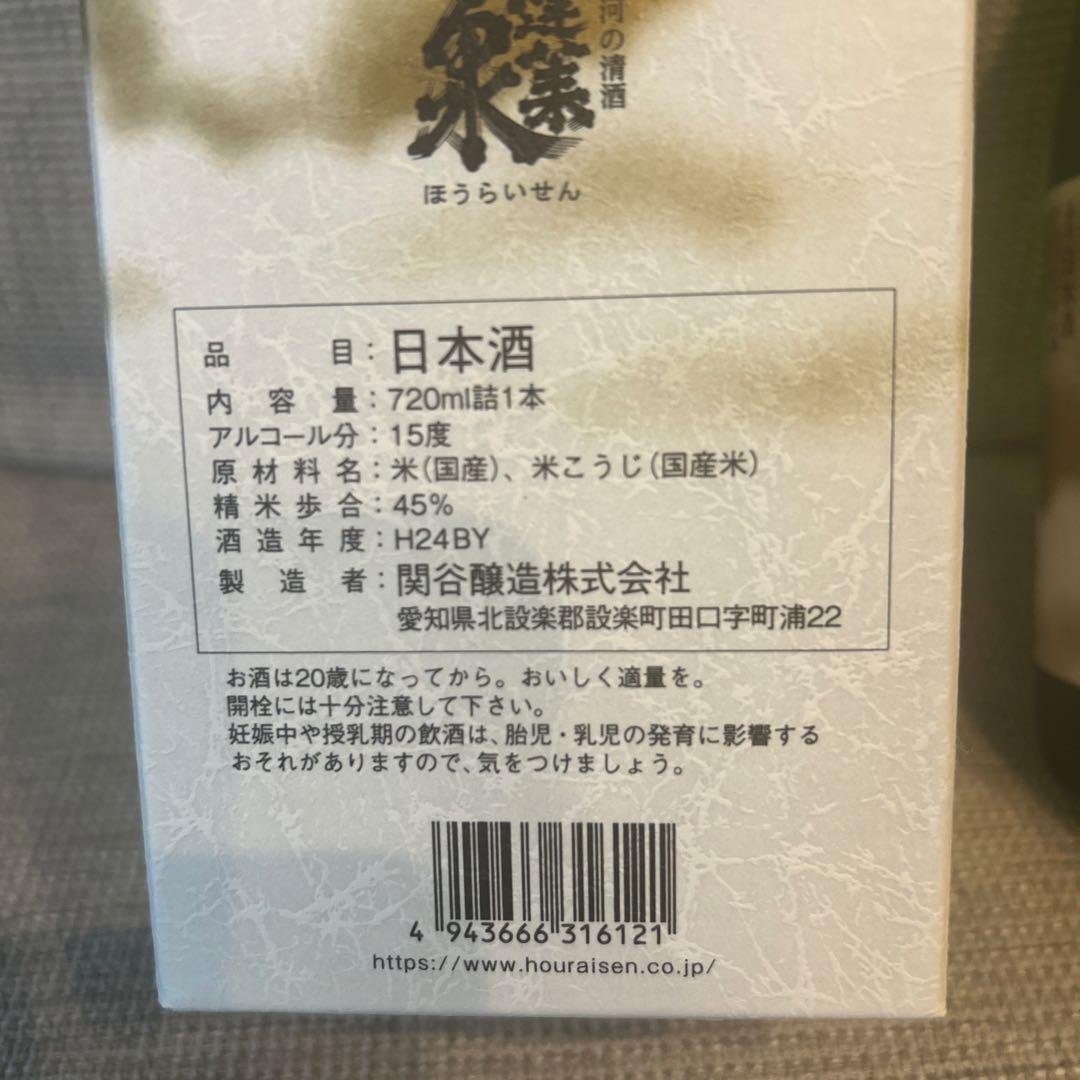 河の清酒
蓬莱
泉
ほうらいせん
品目：日本酒
内容量：720ml詰1本
アルコール分：15度
原材料名：米（国産）、米こうじ（国産米）
精米歩合：45%
酒造年度：H24BY
製造者：関谷醸造株式会社
愛知県北設楽郡設楽町田口字町浦22
お酒は20歳になってから。おいしく適量を。
開栓には十分注意して下さい。
妊娠中や授乳期の飲酒は、胎児・乳児の発育に影響する
おそれがありますので、気をつけましょう。
4 943666 316121
https://www.houraisen.co.jp/